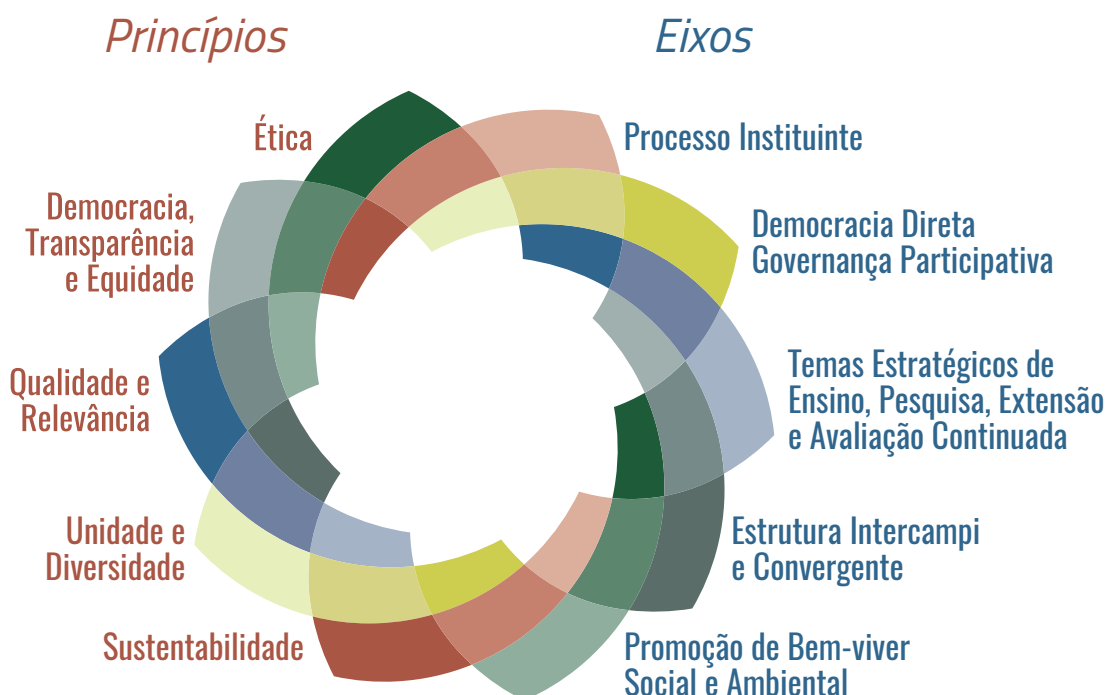 Princípios
Eixos
Ética
Democracia,
Transparência
e Equidade
Qualidade e
Relevância
Unidade e
Diversidade
Sustentabilidade
Processo Instituinte
Democracia Direta
Governança Participativa
Temas Estratégicos de
Ensino, Pesquisa, Extensão
e Avaliação Continuada
Estrutura Intercampi
e Convergente
Promoção de Bem-viver
Social e Ambiental